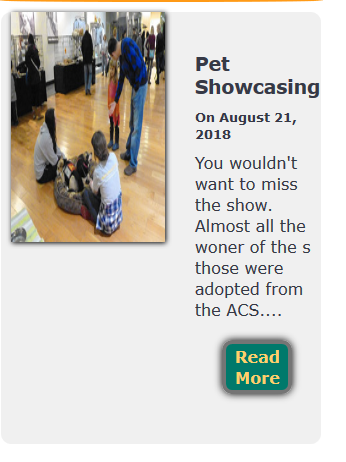 Pet
Showcasing
On August 21,
2018
You wouldn't
want to miss
the show.
Almost all the
woner of the s
those were
adopted from
the ACS....
Read
More